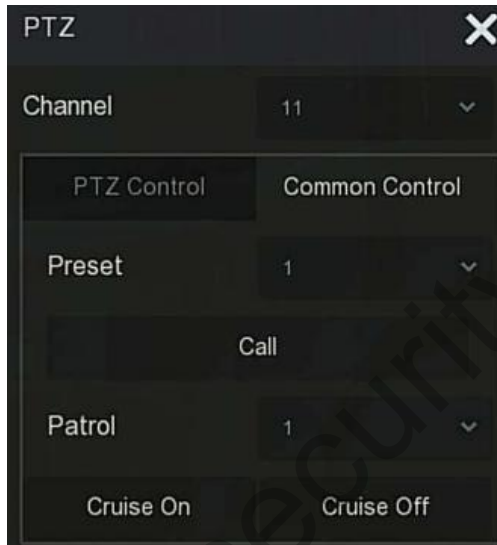 PTZ
Channel 11
PTZ Control Common Control
Preset 1
Call
Patrol 1
Cruise On Cruise Off